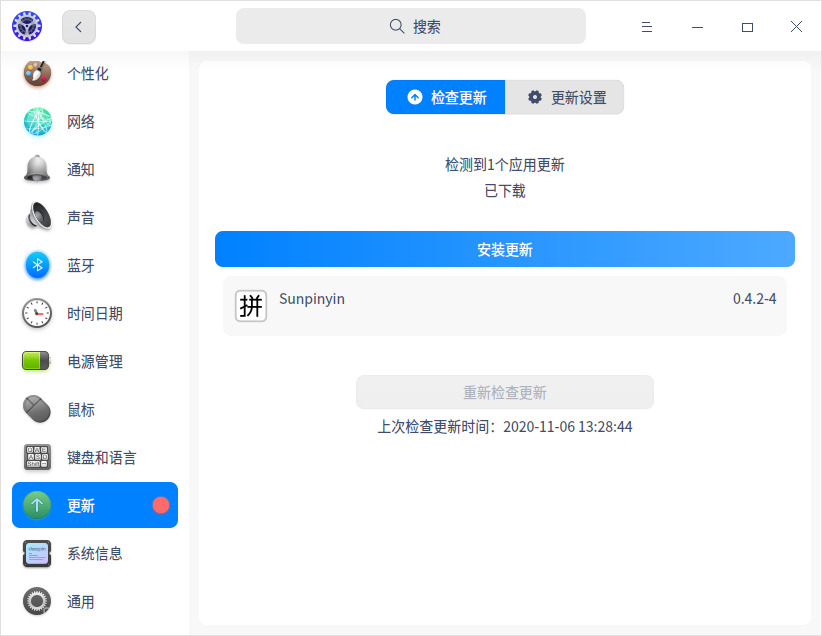 搜索
个性化
网络
通知
声音
蓝牙
时间日期
电源管理
鼠标
键盘和语言
更新
系统信息
通用
检查更新
更新设置
检测到1个应用更新
已下载
安装更新
拼
Sunpinyin
0.4.2-4
重新检查更新
上次检查更新时间：2020-11-06 13:28:44